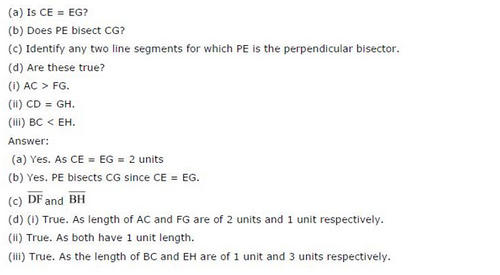 (a) Is CE = EG?
(b) Does PE bisect CG?
(c) Identify any two line segments for which PE is the perpendicular bisector.
(d) Are these true?
(i) AC > FG.
(ii) CD = GH.
(iii) BC < EH.
Answer:
(a) Yes. As CE = EG = 2 units
(b) Yes. PE bisects CG since CE = EG.
(c) D̅F̅ and B̅H̅
(d) (i) True. As length of AC and FG are of 2 units and 1 unit respectively.
(ii) True. As both have 1 unit length.
(iii) True. As the length of BC and EH are of 1 unit and 3 units respectively.